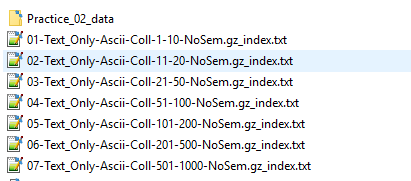 Practice_02_data
01-Text_Only-Ascii-Coll-1-10-NoSem.gz_index.txt
02-Text_Only-Ascii-Coll-11-20-NoSem.gz_index.txt
03-Text_Only-Ascii-Coll-21-50-NoSem.gz_index.txt
04-Text_Only-Ascii-Coll-51-100-NoSem.gz_index.txt
05-Text_Only-Ascii-Coll-101-200-NoSem.gz_index.txt
06-Text_Only-Ascii-Coll-201-500-NoSem.gz_index.txt
07-Text_Only-Ascii-Coll-501-1000-NoSem.gz_index.txt